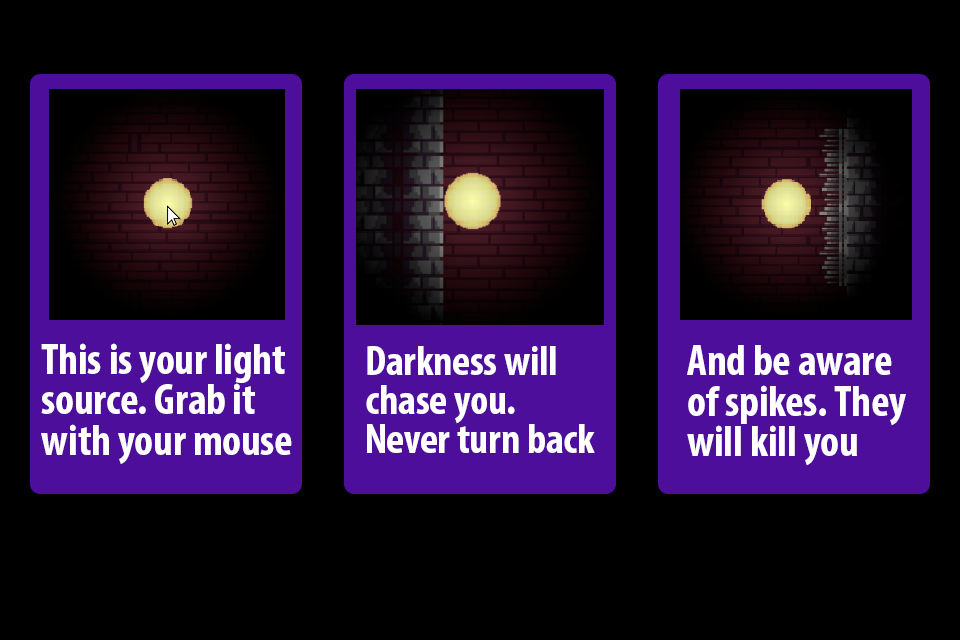 This is your light
source. Grab it
with your mouse
Darkness will
chase you.
Never turn back
And be aware
of spikes. They
will kill you